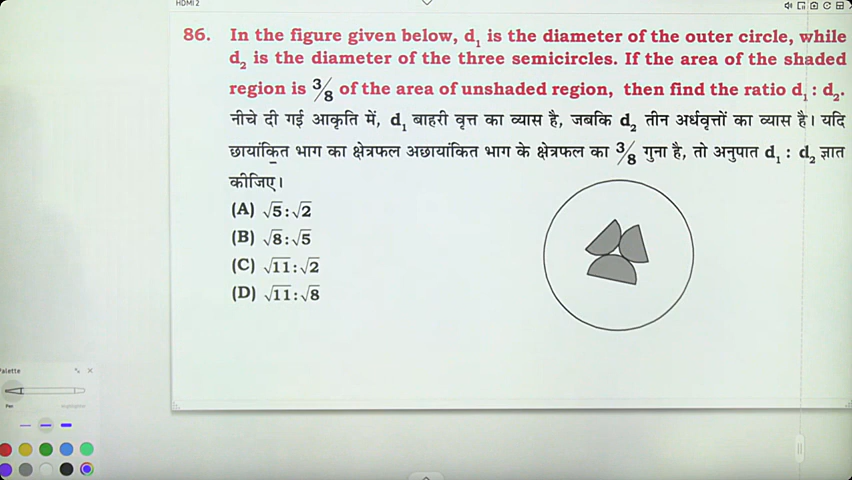 HDMI 2
86. In the figure given below, d₁ is the diameter of the outer circle, while
d₂ is the diameter of the three semicircles. If the area of the shaded
region is 3/8 of the area of unshaded region, then find the ratio d₁ : d₂.
नीचे दी गई आकृति में, d₁ बाहरी वृत्त का व्यास है, जबकि d₂ तीन अर्धवृत्तों का व्यास है। यदि
छायांकित भाग का क्षेत्रफल अछायांकित भाग के क्षेत्रफल का 3/8 गुना है, तो अनुपात d₁ : d₂ ज्ञात
कीजिए।
(A) √5:√2
(B) √8:√5
(C) √11:√2
(D) √11:√8
Palette
Pen Highlighter